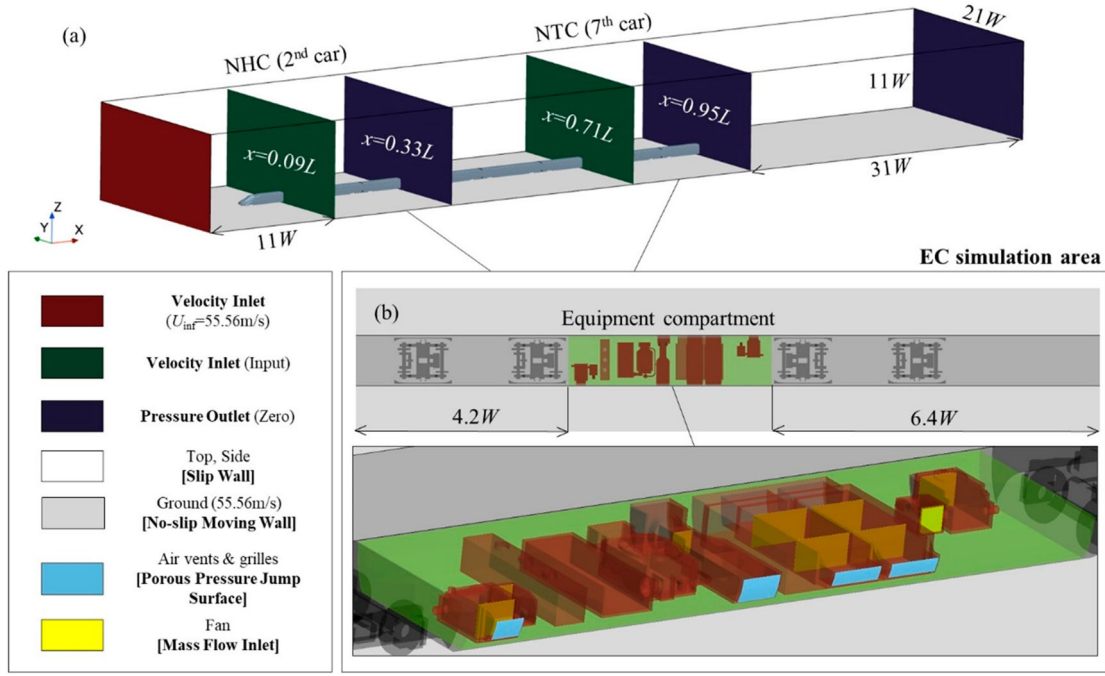 (a)
NHC (2nd car)
NTC (7th car)
21W
11W
x=0.09L
x=0.33L
x=0.71L
x=0.95L
31W
11W
Z
Y
X
EC simulation area
Velocity Inlet
(Uinf=55.56m/s)
Velocity Inlet (Input)
Pressure Outlet (Zero)
Top, Side
[Slip Wall]
Ground (55.56m/s)
[No-slip Moving Wall]
Air vents & grilles
[Porous Pressure Jump
Surface]
Fan
[Mass Flow Inlet]
(b)
Equipment compartment
4.2W
6.4W